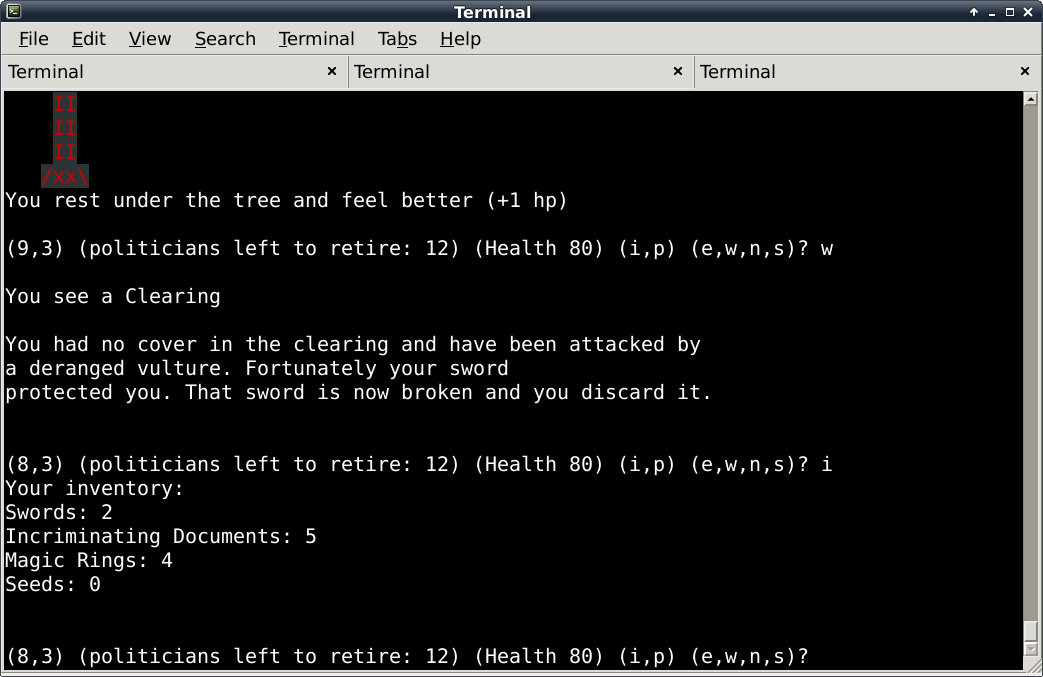 Terminal
File Edit View Search Terminal Tabs Help
Terminal Terminal Terminal
II
II
II
/xx\
You rest under the tree and feel better (+1 hp)
(9,3) (politicians left to retire: 12) (Health 80) (i,p) (e,w,n,s)? w
You see a Clearing
You had no cover in the clearing and have been attacked by
a deranged vulture. Fortunately your sword
protected you. That sword is now broken and you discard it.
(8,3) (politicians left to retire: 12) (Health 80) (i,p) (e,w,n,s)? i
Your inventory:
Swords: 2
Incriminating Documents: 5
Magic Rings: 4
Seeds: 0
(8,3) (politicians left to retire: 12) (Health 80) (i,p) (e,w,n,s)?